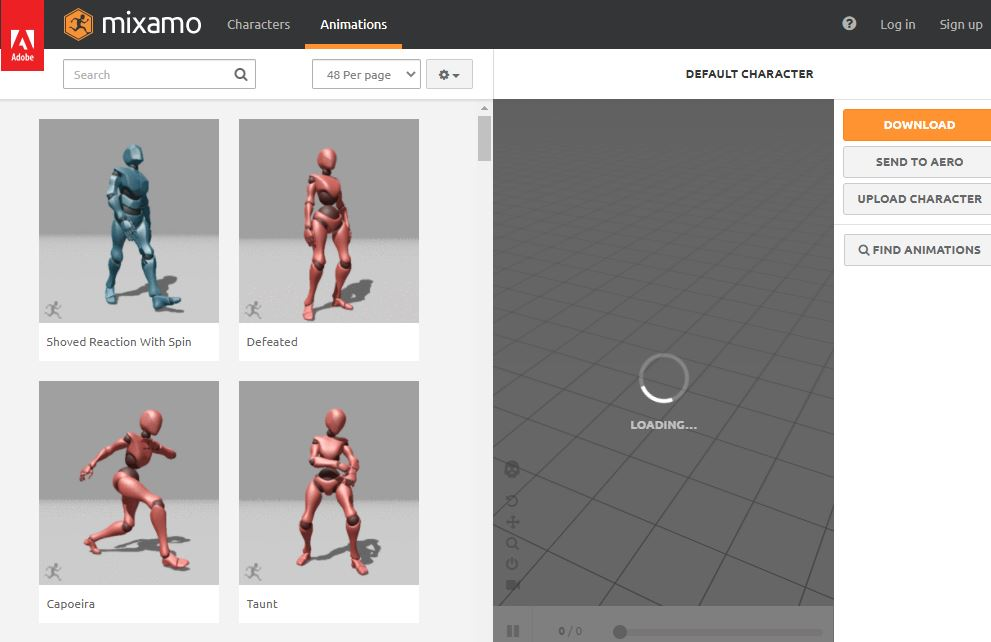 Adobe
mixamo
Characters
Animations
Log in
Sign up
Search
48 Per page
DEFAULT CHARACTER
DOWNLOAD
SEND TO AERO
UPLOAD CHARACTER
FIND ANIMATIONS
Shoved Reaction With Spin
Defeated
Capoeira
Taunt
LOADING...
0 / 0